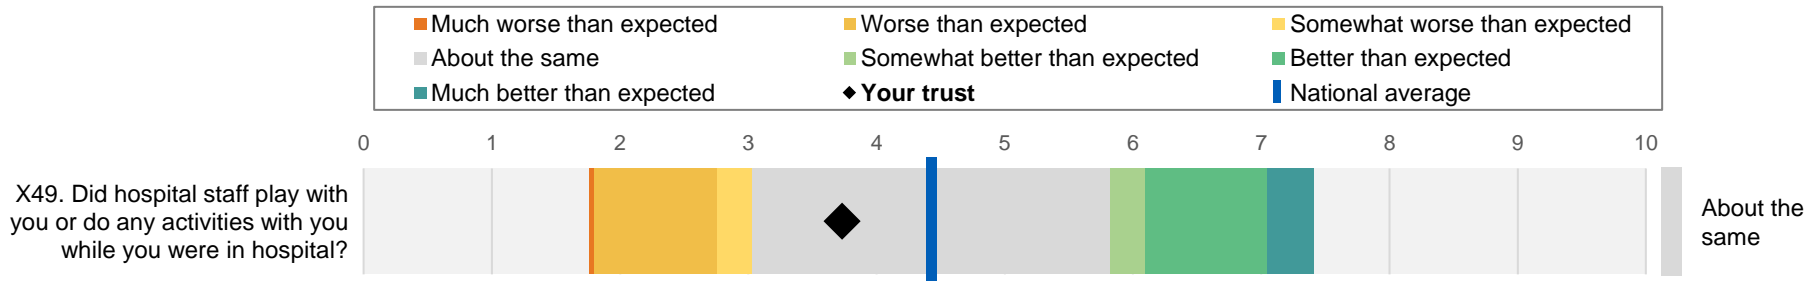 Much worse than expected
Worse than expected
Somewhat worse than expected
About the same
Somewhat better than expected
Better than expected
Much better than expected
Your trust
National average
0 1 2 3 4 5 6 7 8 9 10
X49. Did hospital staff play with
you or do any activities with you
while you were in hospital?
About the
same